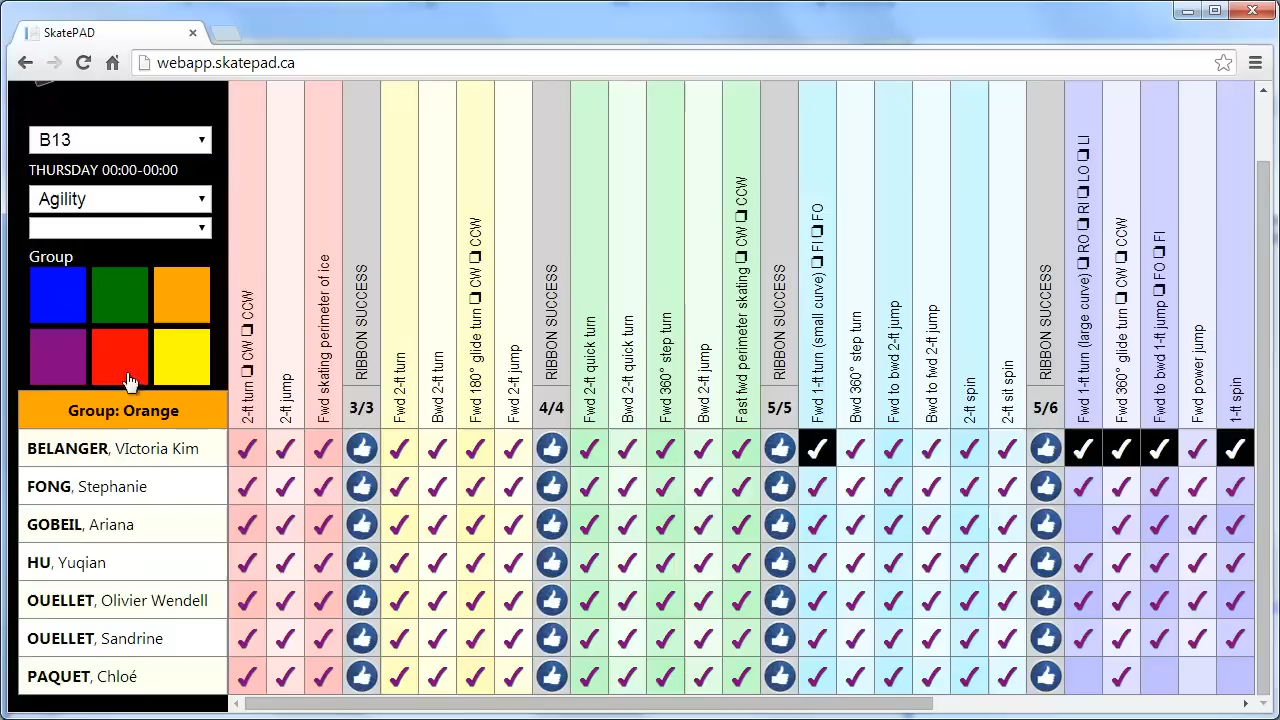 SkatePAD
webapp.skatepad.ca
B13
THURSDAY 00:00-00:00
Agility
Group
2-ft turn ❏ CW ❏ CCW
2-ft jump
Fwd skating perimeter of ice
RIBBON SUCCESS
3/3
Fwd 2-ft turn
Bwd 2-ft turn
Fwd 180° glide turn ❏ CW ❏ CCW
Fwd 2-ft jump
RIBBON SUCCESS
4/4
Fwd 2-ft quick turn
Bwd 2-ft quick turn
Fwd 360° step turn
Bwd 2-ft jump
Fast fwd perimeter skating ❏ CW ❏ CCW
RIBBON SUCCESS
5/5
Fwd 1-ft turn (small curve) ❏ FI ❏ FO
Bwd 360° step turn
Fwd to bwd 2-ft jump
Bwd to fwd 2-ft jump
2-ft spin
2-ft sit spin
RIBBON SUCCESS
5/6
Fwd 1-ft turn (large curve) ❏ RO ❏ RI ❏ LO ❏ LI
Fwd 360° glide turn ❏ CW ❏ CCW
Fwd to bwd 1-ft jump ❏ FO ❏ FI
Fwd power jump
1-ft spin
Group: Orange
BELANGER, VIctoria Kim
FONG, Stephanie
GOBEIL, Ariana
HU, Yuqian
OUELLET, Olivier Wendell
OUELLET, Sandrine
PAQUET, Chloé